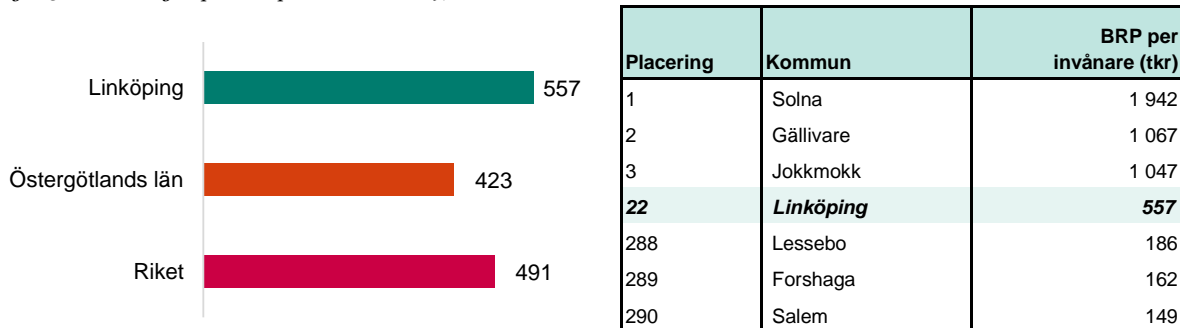 Linköping 557
Östergötlands län 423
Riket 491
Placering Kommun BRP per invånare (tkr)
1 Solna 1 942
2 Gällivare 1 067
3 Jokkmokk 1 047
22 Linköping 557
288 Lessebo 186
289 Forshaga 162
290 Salem 149